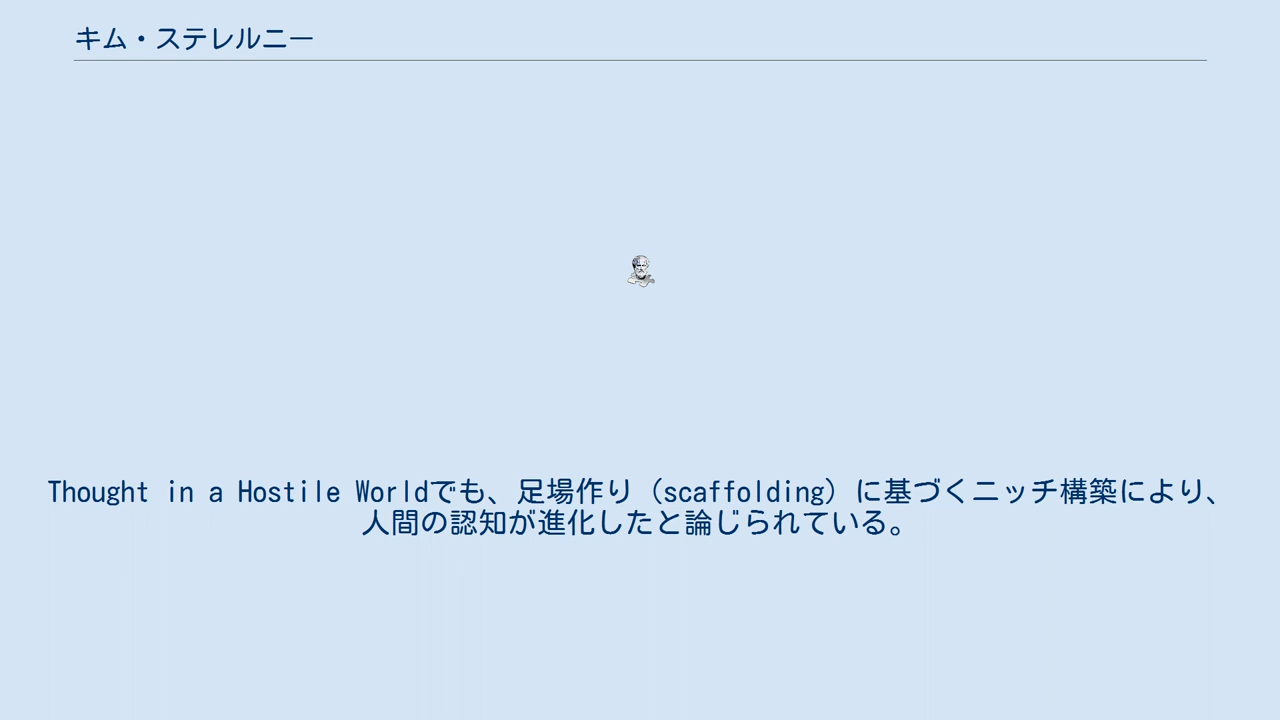 キム・ステレルニー
Thought in a Hostile Worldでも、足場作り（scaffolding）に基づくニッチ構築により、
人間の認知が進化したと論じられている。